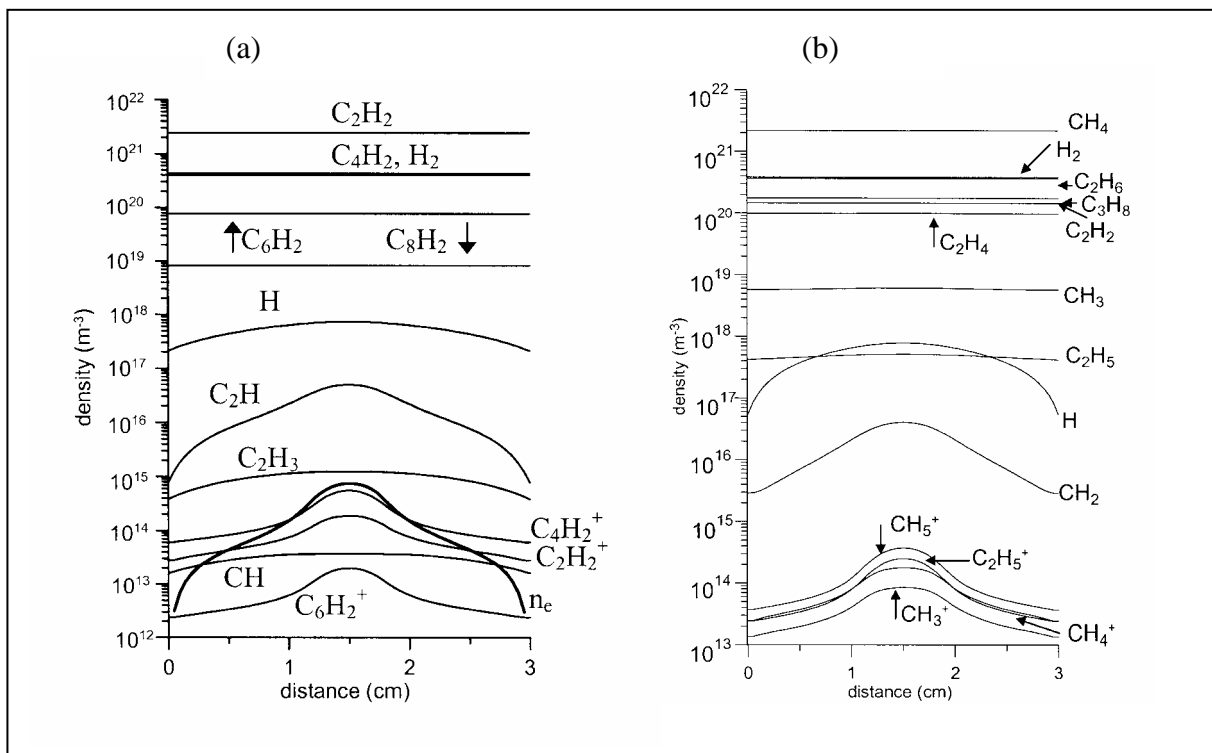 (a)
density (m⁻³)
10²²
10²¹
10²⁰
10¹⁹
10¹⁸
10¹⁷
10¹⁶
10¹⁵
10¹⁴
10¹³
10¹²
C₂H₂
C₄H₂, H₂
C₆H₂
C₈H₂
H
C₂H
C₂H₃
C₄H₂⁺
C₂H₂⁺
CH
C₆H₂⁺
nₑ
0 1 2 3
distance (cm)
(b)
density (m⁻³)
10²²
10²¹
10²⁰
10¹⁹
10¹⁸
10¹⁷
10¹⁶
10¹⁵
10¹⁴
10¹³
CH₄
H₂
C₂H₆
C₃H₈
C₂H₂
C₂H₄
CH₃
C₂H₅
H
CH₂
CH₅⁺
C₂H₅⁺
CH₃⁺
CH₄⁺
0 1 2 3
distance (cm)